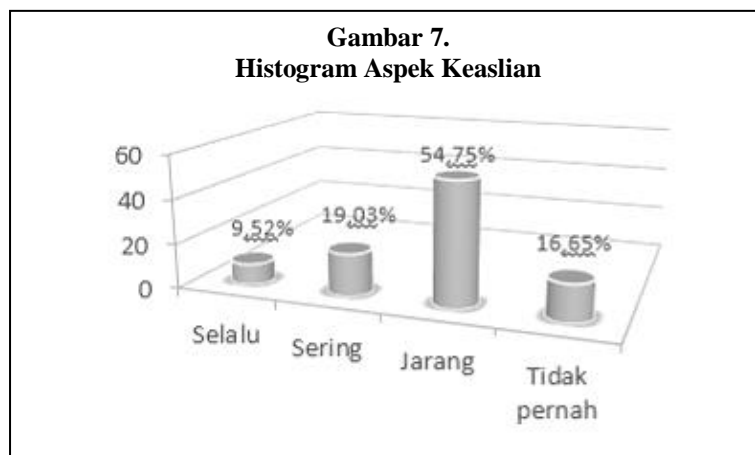 Gambar 7.
Histogram Aspek Keaslian
60
40
20
0
9,52%
19,03%
54,75%
16,65%
Selalu
Sering
Jarang
Tidak
pernah